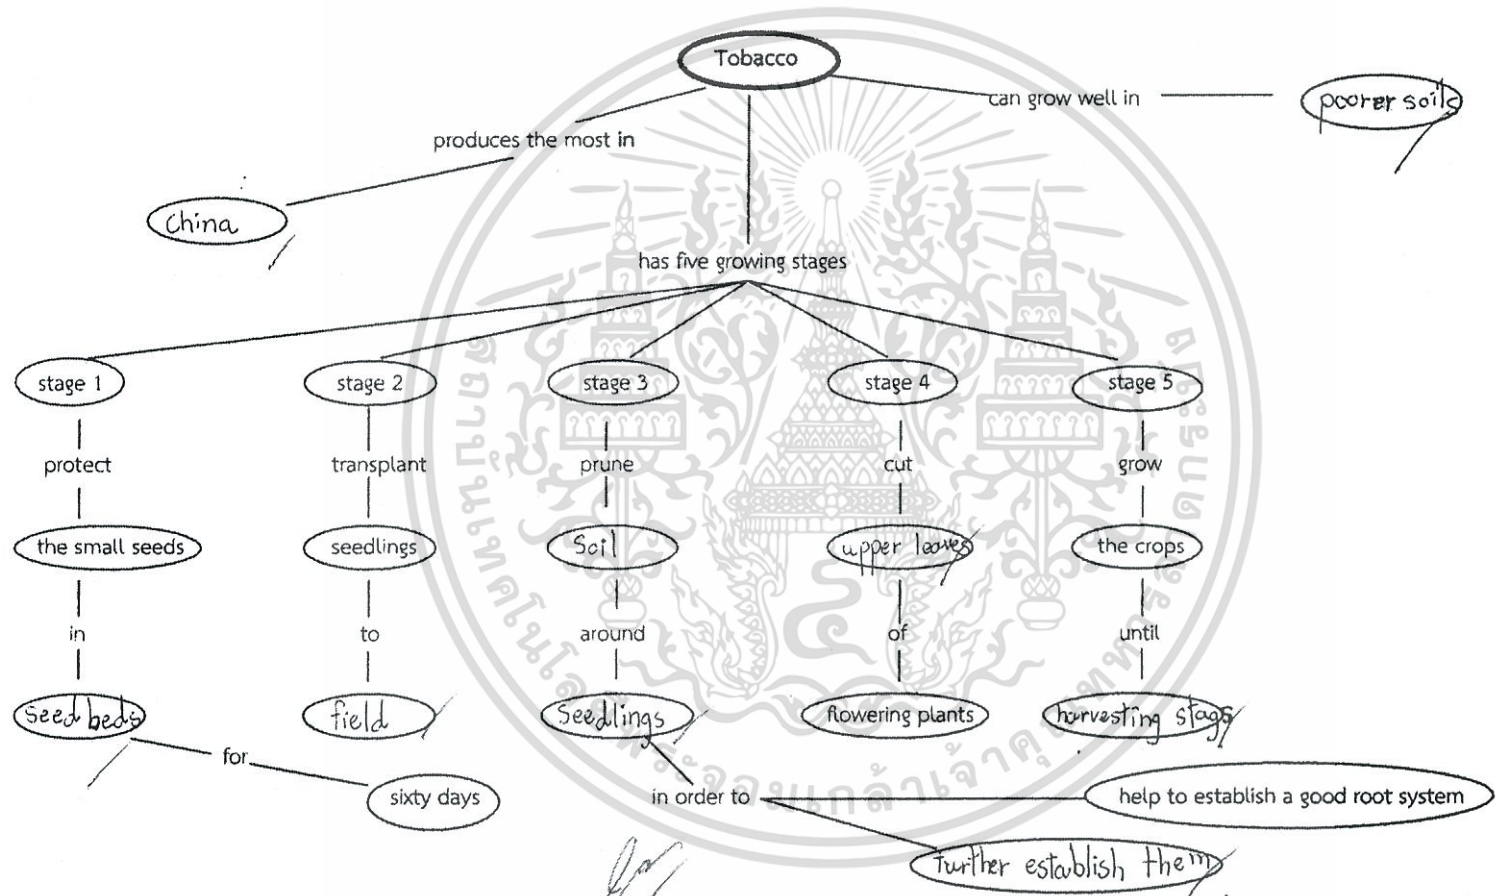 Tobacco
can grow well in
poorer soils
produces the most in
China
has five growing stages
stage 1
stage 2
stage 3
stage 4
stage 5
protect
transplant
prune
cut
grow
the small seeds
seedlings
Soil
upper leaves
the crops
in
to
around
of
until
Seed beds
field
Seedlings
flowering plants
harvesting stage
for
sixty days
in order to
help to establish a good root system
further establish them